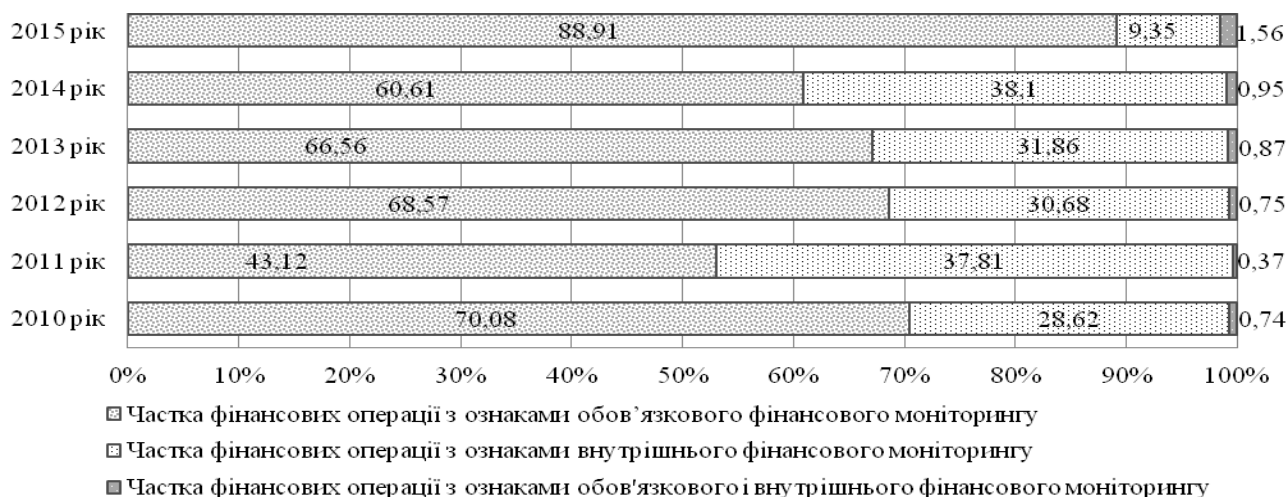 2015 рік 88,91 9,35 1,56
2014 рік 60,61 38,1 0,95
2013 рік 66,56 31,86 0,87
2012 рік 68,57 30,68 0,75
2011 рік 43,12 37,81 0,37
2010 рік 70,08 28,62 0,74
0% 10% 20% 30% 40% 50% 60% 70% 80% 90% 100%
Частка фінансових операції з ознаками обов’язкового фінансового моніторингу
Частка фінансових операції з ознаками внутрішнього фінансового моніторингу
Частка фінансових операції з ознаками обов'язкового і внутрішнього фінансового моніторингу